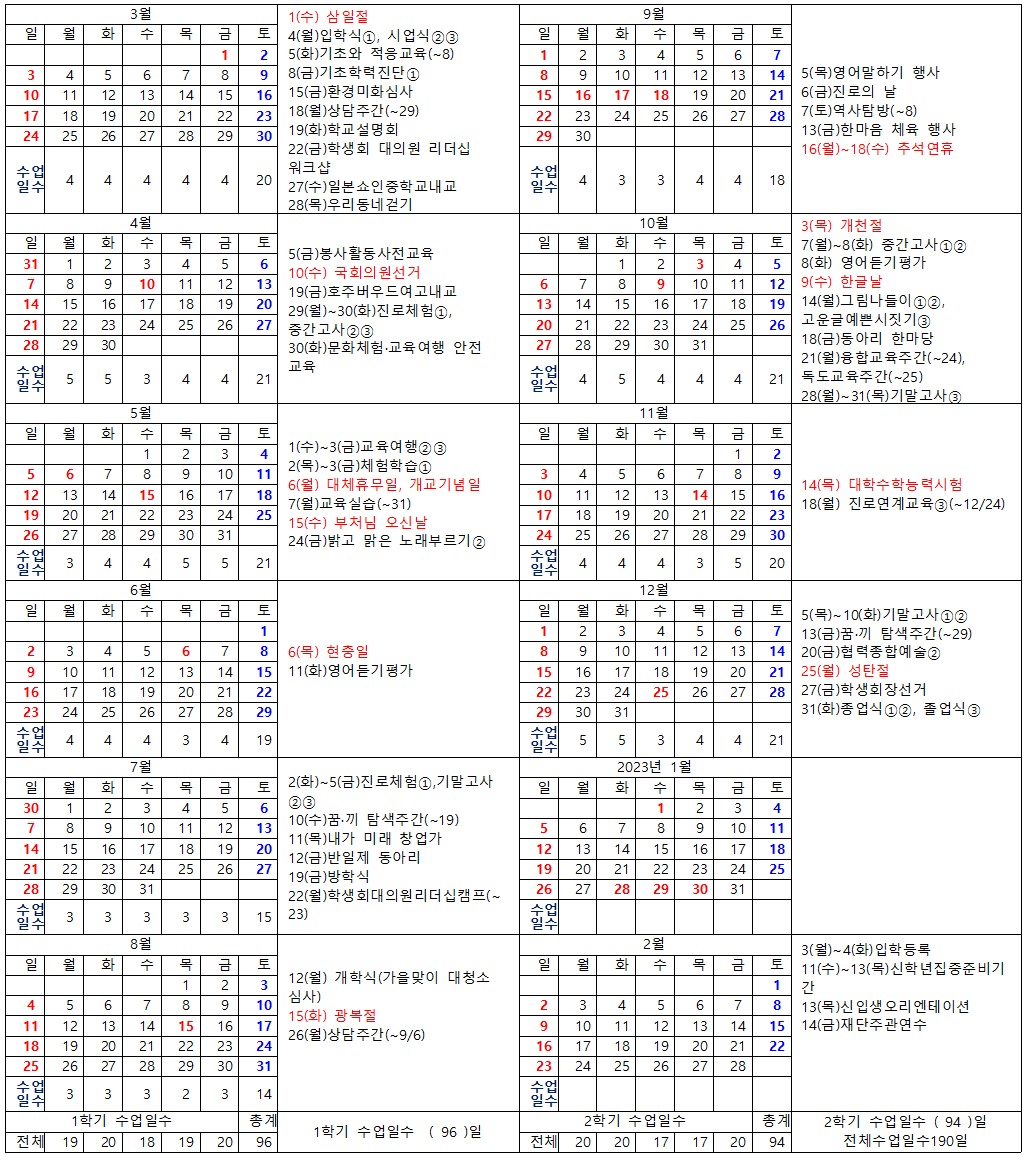 3월
일 월 화 수 목 금 토
1 2
3 4 5 6 7 8 9
10 11 12 13 14 15 16
17 18 19 20 21 22 23
24 25 26 27 28 29 30
수업
일수 4 4 4 4 4 20
1(수) 삼일절
4(월)입학식①, 시업식②③
5(화)기초와 적응교육(~8)
8(금)기초학력진단①
15(금)환경미화심사
18(월)상담주간(~29)
19(화)학교설명회
22(금)학생회 대의원 리더십
워크샵
27(수)일본쇼인중학교내교
28(목)우리동네걷기
9월
일 월 화 수 목 금 토
1 2 3 4 5 6 7
8 9 10 11 12 13 14
15 16 17 18 19 20 21
22 23 24 25 26 27 28
29 30
수업
일수 4 3 3 4 4 18
5(목)영어말하기 행사
6(금)진로의 날
7(토)역사탐방(~8)
13(금)한마음 체육 행사
16(월)~18(수) 추석연휴
4월
일 월 화 수 목 금 토
31 1 2 3 4 5 6
7 8 9 10 11 12 13
14 15 16 17 18 19 20
21 22 23 24 25 26 27
28 29 30
수업
일수 5 5 3 4 4 21
5(금)봉사활동사전교육
10(수) 국회의원선거
19(금)호주버우드여고내교
29(월)~30(화)진로체험①,
중간고사②③
30(화)문화체험·교육여행 안전
교육
10월
일 월 화 수 목 금 토
1 2 3 4 5
6 7 8 9 10 11 12
13 14 15 16 17 18 19
20 21 22 23 24 25 26
27 28 29 30 31
수업
일수 4 5 4 4 4 21
3(목) 개천절
7(월)~8(화) 중간고사①②
8(화) 영어듣기평가
9(수) 한글날
14(월)그림나들이①②,
고운글예쁜시짓기③
18(금)동아리 한마당
21(월)융합교육주간(~24),
독도교육주간(~25)
28(월)~31(목)기말고사③
5월
일 월 화 수 목 금 토
1 2 3 4
5 6 7 8 9 10 11
12 13 14 15 16 17 18
19 20 21 22 23 24 25
26 27 28 29 30 31
수업
일수 3 4 4 5 5 21
1(수)~3(금)교육여행②③
2(목)~3(금)체험학습①
6(월) 대체휴무일, 개교기념일
7(월)교육실습(~31)
15(수) 부처님 오신날
24(금)밝고 맑은 노래부르기②
11월
일 월 화 수 목 금 토
1 2
3 4 5 6 7 8 9
10 11 12 13 14 15 16
17 18 19 20 21 22 23
24 25 26 27 28 29 30
수업
일수 4 4 4 3 5 20
14(목) 대학수학능력시험
18(월) 진로연계교육③(~12/24)
6월
일 월 화 수 목 금 토
1
2 3 4 5 6 7 8
9 10 11 12 13 14 15
16 17 18 19 20 21 22
23 24 25 26 27 28 29
수업
일수 4 4 4 3 4 19
6(목) 현충일
11(화)영어듣기평가
12월
일 월 화 수 목 금 토
1 2 3 4 5 6 7
8 9 10 11 12 13 14
15 16 17 18 19 20 21
22 23 24 25 26 27 28
29 30 31
수업
일수 5 5 3 4 4 21
5(목)~10(화)기말고사①②
13(금)꿈·끼 탐색주간(~29)
20(금)협력종합예술②
25(월) 성탄절
27(금)학생회장선거
31(화)종업식①②, 졸업식③
7월
일 월 화 수 목 금 토
30 1 2 3 4 5 6
7 8 9 10 11 12 13
14 15 16 17 18 19 20
21 22 23 24 25 26 27
28 29 30 31
수업
일수 3 3 3 3 3 15
2(화)~5(금)진로체험①,기말고사
②③
10(수)꿈·끼 탐색주간(~19)
11(목)내가 미래 창업가
12(금)반일제 동아리
19(금)방학식
22(월)학생회대의원리더십캠프(~
23)
2023년 1월
일 월 화 수 목 금 토
1 2 3 4
5 6 7 8 9 10 11
12 13 14 15 16 17 18
19 20 21 22 23 24 25
26 27 28 29 30 31
수업
일수
8월
일 월 화 수 목 금 토
1 2 3
4 5 6 7 8 9 10
11 12 13 14 15 16 17
18 19 20 21 22 23 24
25 26 27 28 29 30 31
수업
일수 3 3 3 2 3 14
12(월) 개학식(가을맞이 대청소
심사)
15(화) 광복절
26(월)상담주간(~9/6)
2월
일 월 화 수 목 금 토
1
2 3 4 5 6 7 8
9 10 11 12 13 14 15
16 17 18 19 20 21 22
23 24 25 26 27 28
수업
일수
3(월)~4(화)입학등록
11(수)~13(목)신학년집중준비기
간
13(목)신입생오리엔테이션
14(금)재단주관연수
1학기 수업일수 총계
전체 19 20 18 19 20 96
1학기 수업일수 ( 96 )일
2학기 수업일수 총계
전체 20 20 17 17 20 94
2학기 수업일수 ( 94 )일
전체수업일수190일